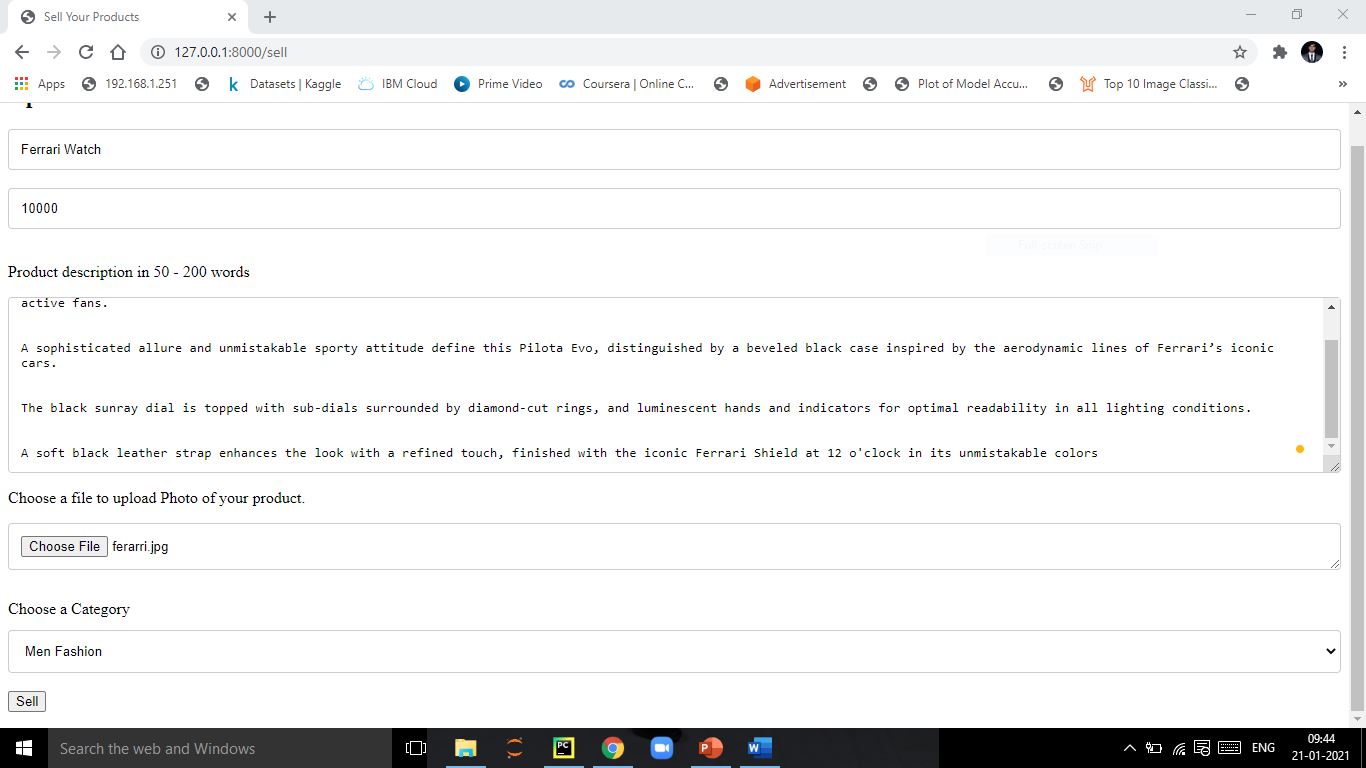 Sell Your Products
127.0.0.1:8000/sell
Apps
192.168.1.251
Datasets | Kaggle
IBM Cloud
Prime Video
Coursera | Online C...
Advertisement
Plot of Model Accu...
Top 10 Image Classi...
Ferrari Watch
10000
Product description in 50 - 200 words
active fans.
A sophisticated allure and unmistakable sporty attitude define this Pilota Evo, distinguished by a beveled black case inspired by the aerodynamic lines of Ferrari’s iconic
cars.
The black sunray dial is topped with sub-dials surrounded by diamond-cut rings, and luminescent hands and indicators for optimal readability in all lighting conditions.
A soft black leather strap enhances the look with a refined touch, finished with the iconic Ferrari Shield at 12 o'clock in its unmistakable colors
Choose a file to upload Photo of your product.
Choose File ferarri.jpg
Choose a Category
Men Fashion
Sell
Search the web and Windows
ENG
09:44
21-01-2021